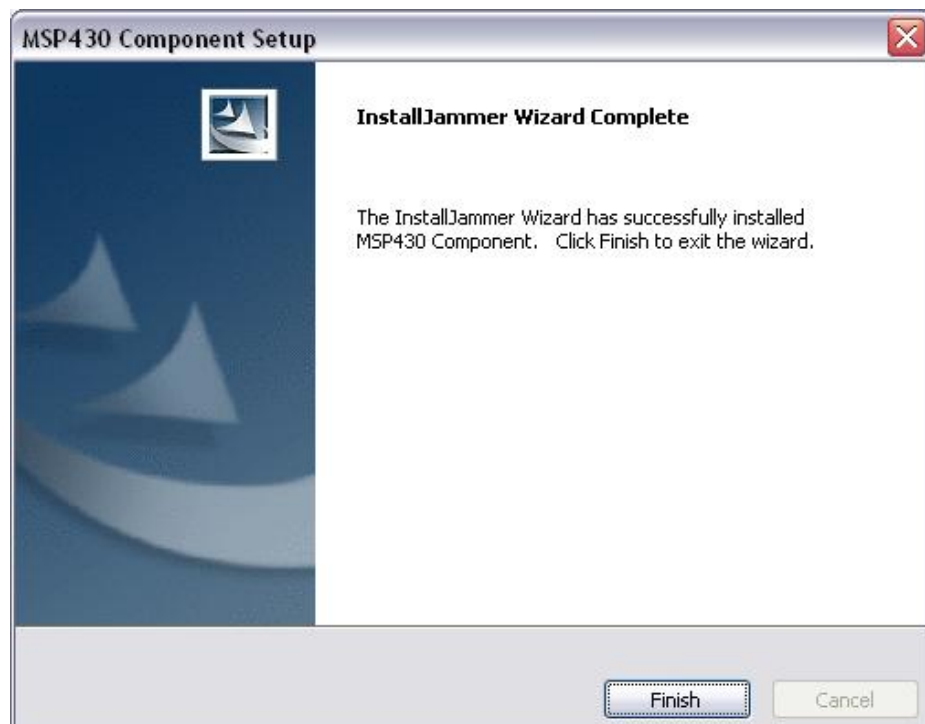 MSP430 Component Setup
InstallJammer Wizard Complete
The InstallJammer Wizard has successfully installed
MSP430 Component.   Click Finish to exit the wizard.
Finish
Cancel